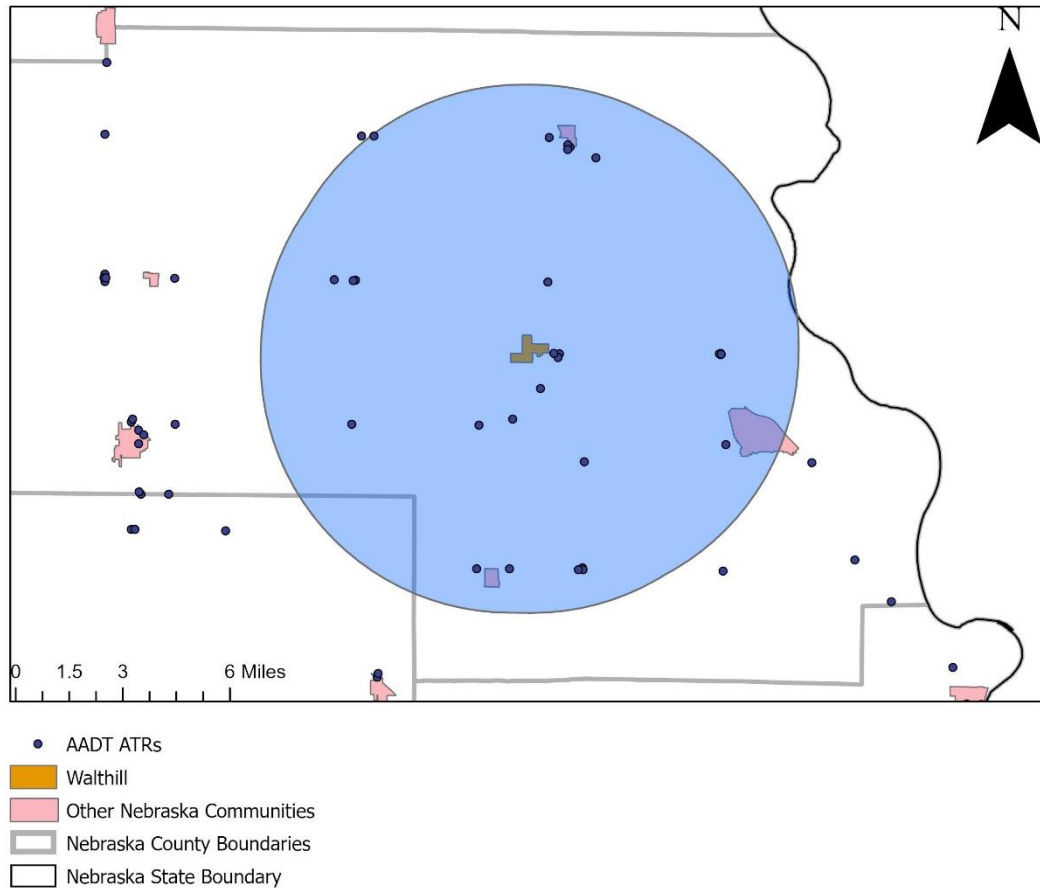 N
0 1.5 3 6 Miles
AADT ATRs
Walthill
Other Nebraska Communities
Nebraska County Boundaries
Nebraska State Boundary